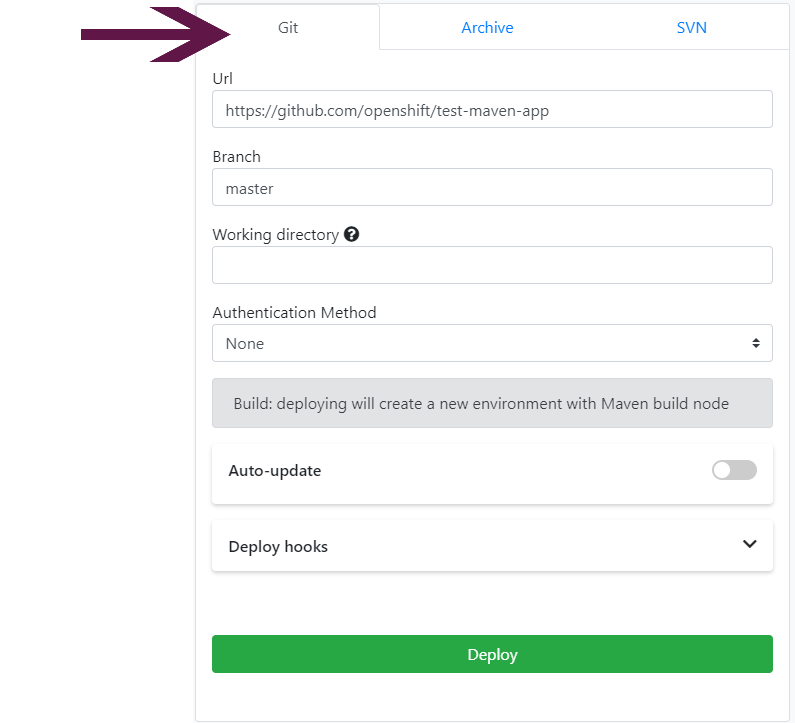 Git Archive SVN
Url
https://github.com/openshift/test-maven-app
Branch
master
Working directory ?
Authentication Method
None
Build: deploying will create a new environment with Maven build node
Auto-update
Deploy hooks
Deploy